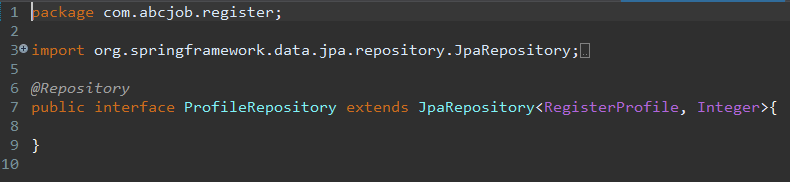 1 package com.abcjob.register;
2
3 import org.springframework.data.jpa.repository.JpaRepository;
5
6 @Repository
7 public interface ProfileRepository extends JpaRepository<RegisterProfile, Integer>{
8
9 }
10